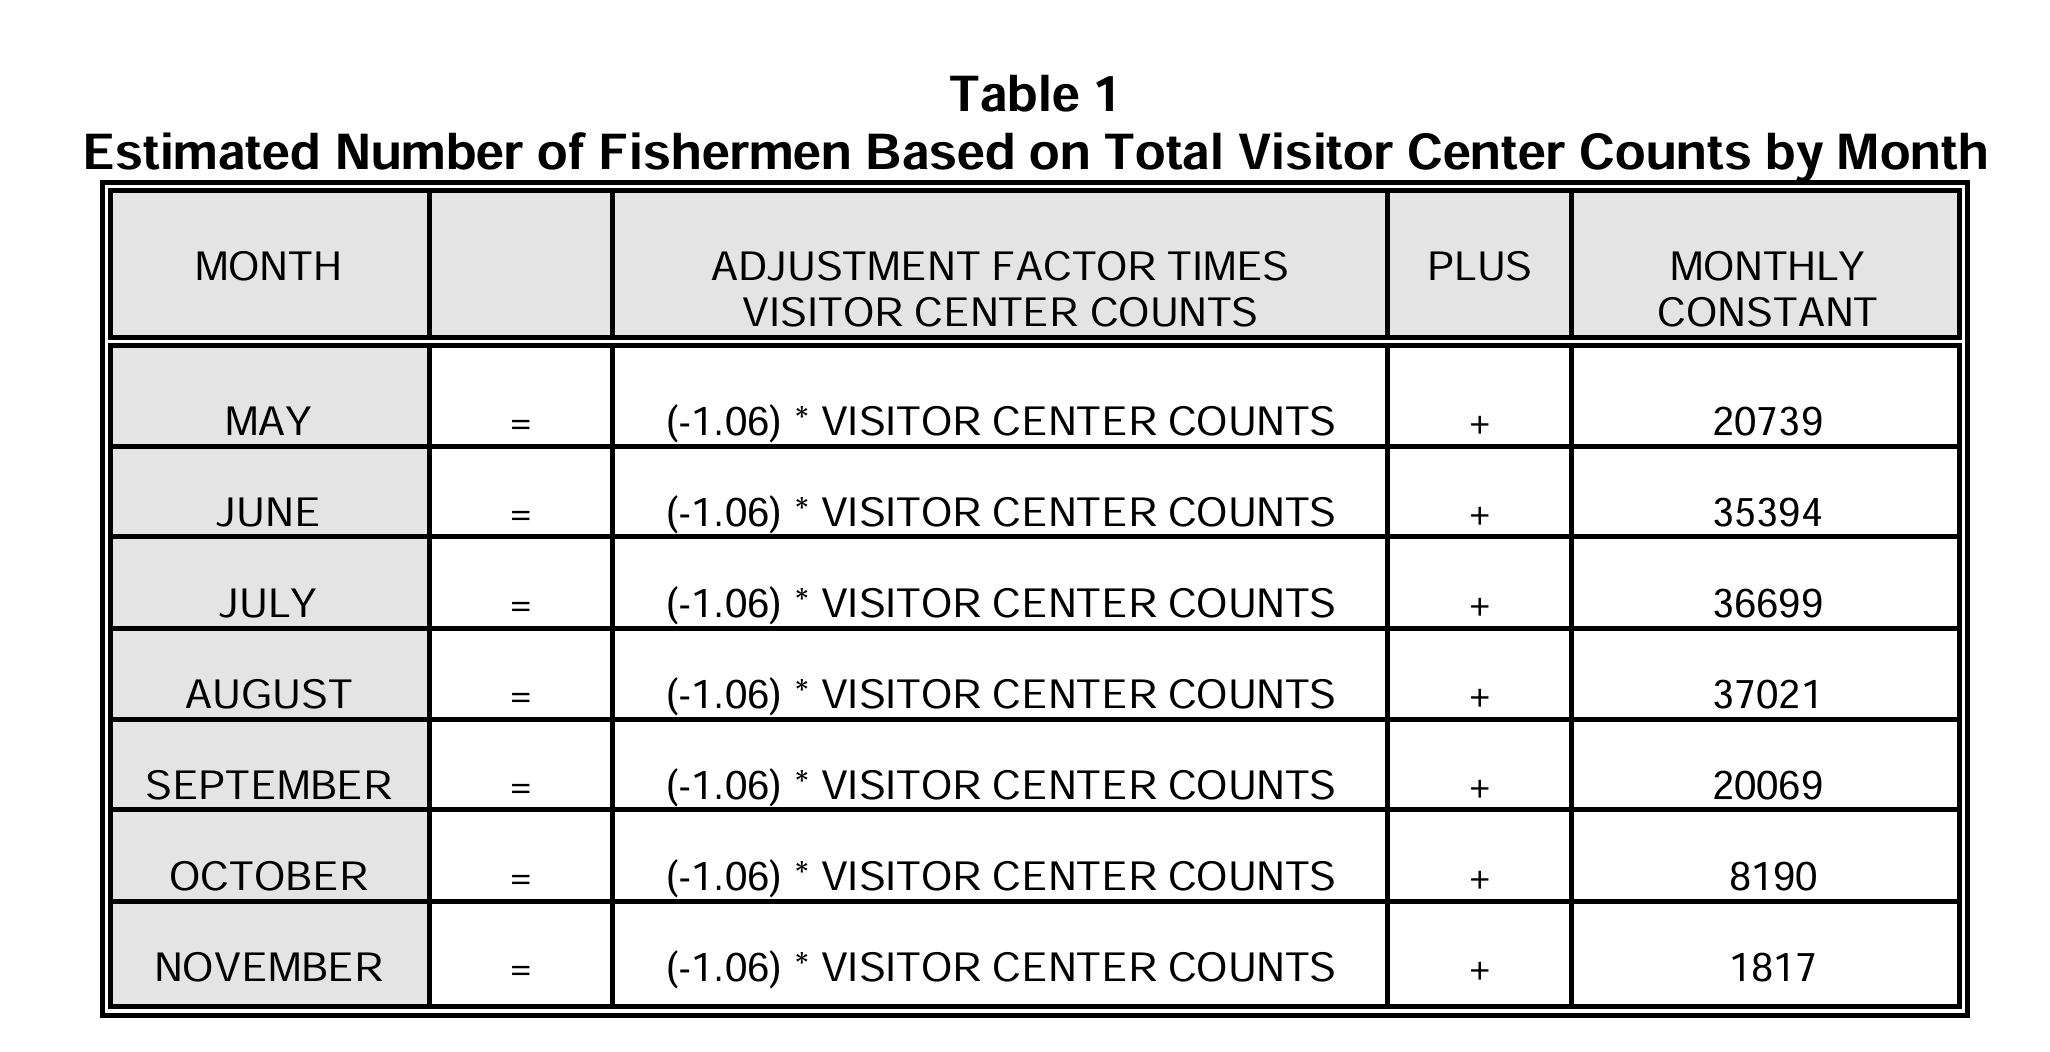 Table 1
Estimated Number of Fishermen Based on Total Visitor Center Counts by Month
MONTH ADJUSTMENT FACTOR TIMES PLUS MONTHLY
VISITOR CENTER COUNTS CONSTANT
MAY = (-1.06) * VISITOR CENTER COUNTS + 20739
JUNE = (-1.06) * VISITOR CENTER COUNTS + 35394
JULY = (-1.06) * VISITOR CENTER COUNTS + 36699
AUGUST = (-1.06) * VISITOR CENTER COUNTS + 37021
SEPTEMBER = (-1.06) * VISITOR CENTER COUNTS + 20069
OCTOBER = (-1.06) * VISITOR CENTER COUNTS + 8190
NOVEMBER = (-1.06) * VISITOR CENTER COUNTS + 1817